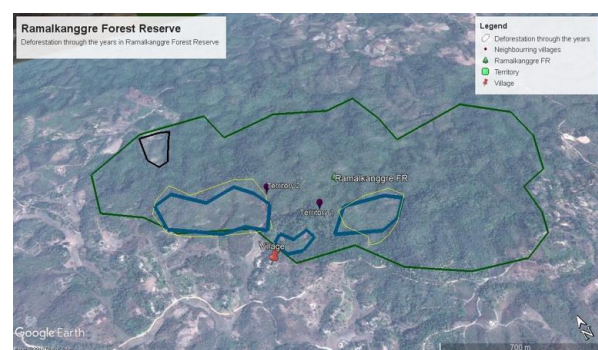 Ramalkanggre Forest Reserve
Deforestation through the years in Ramalkanggre Forest Reserve
Legend
Deforestation through the years
Neighbouring villages
Ramalkanggre FR
Territory
Village
Ramalkanggre FR
Territory 2
Territory 1
Village
Google Earth
N
700 m